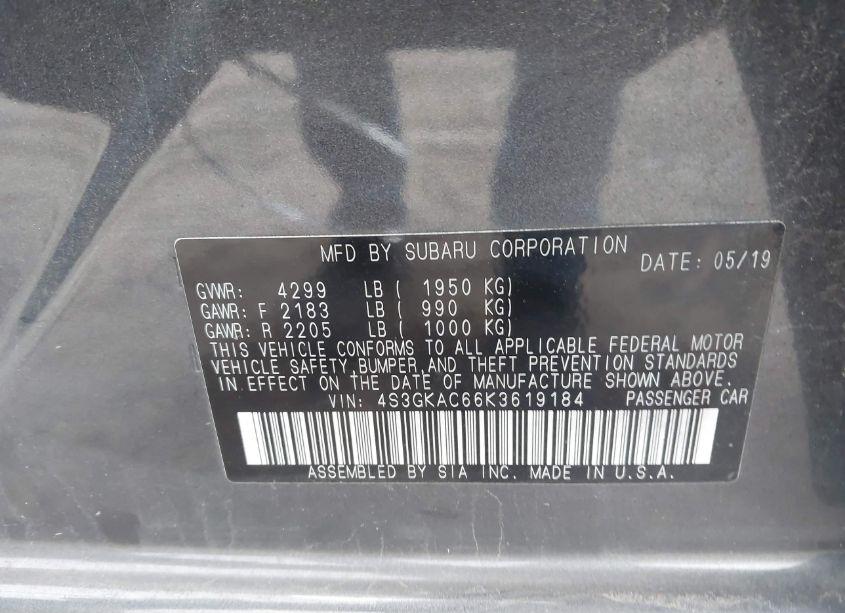 MFD BY SUBARU CORPORATION DATE: 05/19
GVWR: 4299 LB ( 1950 KG)
GAWR: F 2183 LB ( 990 KG)
GAWR: R 2205 LB ( 1000 KG)
THIS VEHICLE CONFORMS TO ALL APPLICABLE FEDERAL MOTOR
VEHICLE SAFETY,BUMPER,AND THEFT PREVENTION STANDARDS
IN EFFECT ON THE DATE OF MANUFACTURE SHOWN ABOVE.
VIN: 4S3GKAC66K3619184 PASSENGER CAR
ASSEMBLED BY SIA INC. MADE IN U.S.A.